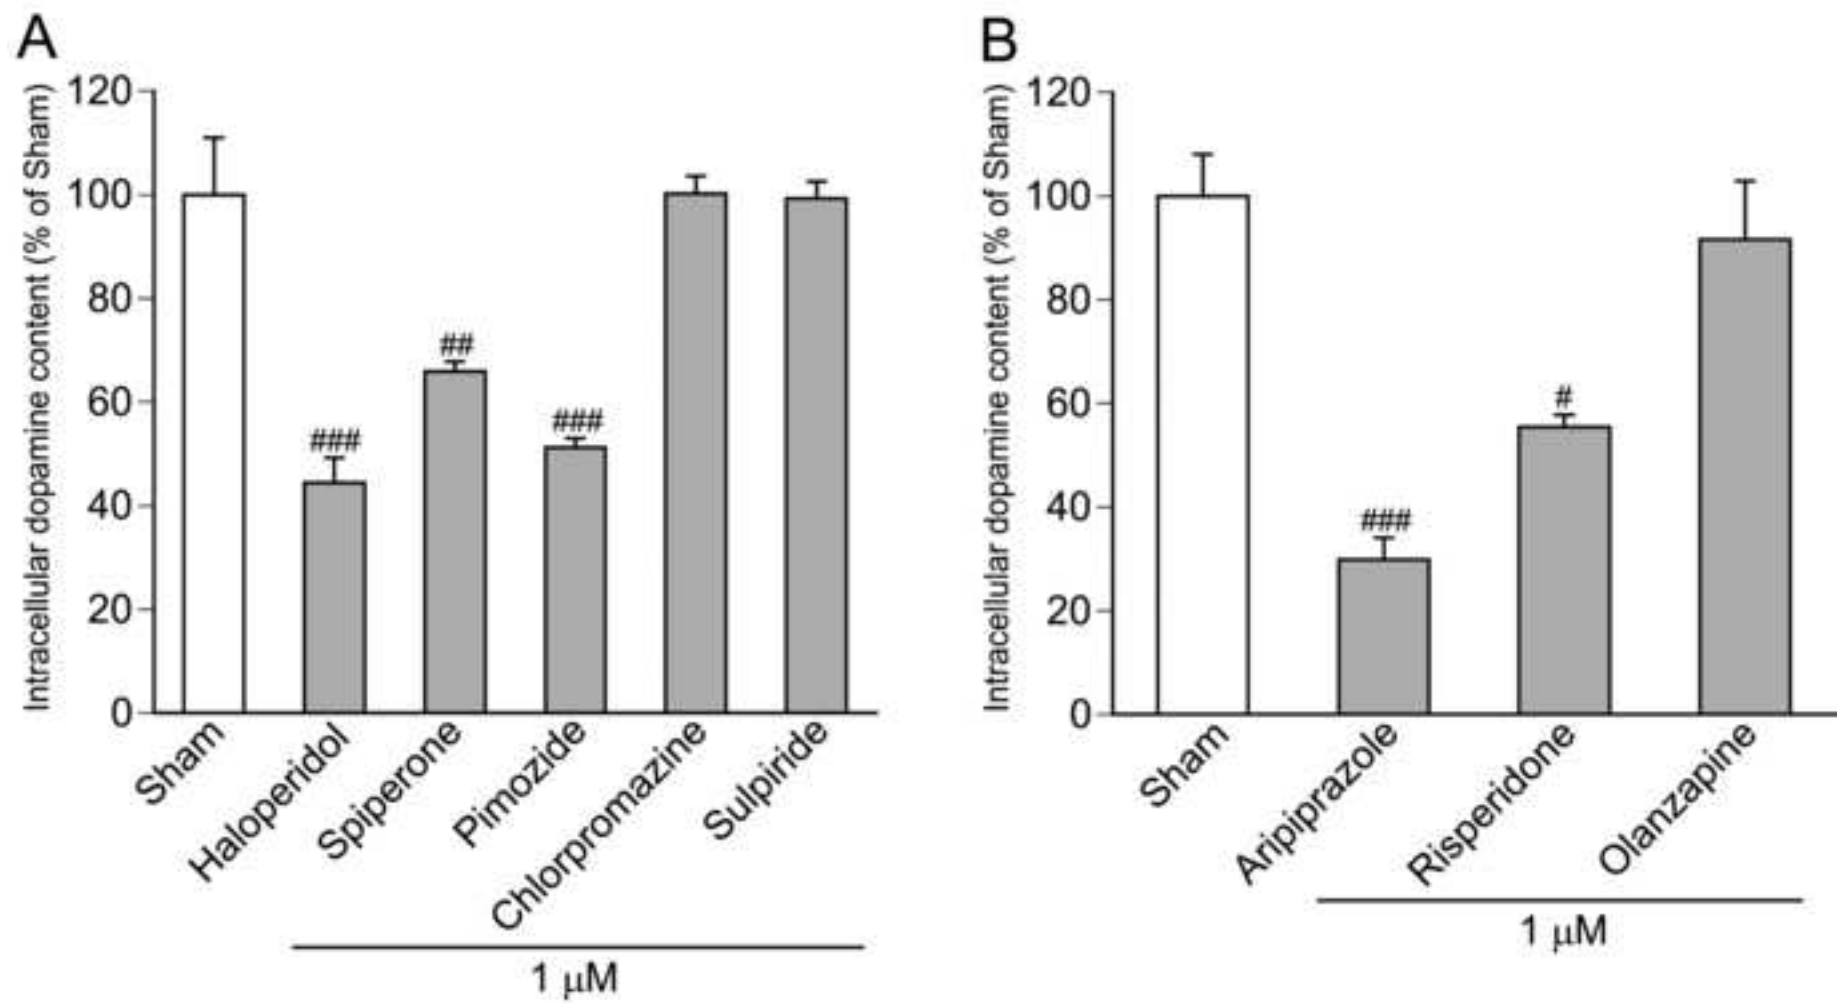 A
Intracellular dopamine content (% of Sham)
120
100
80
60
40
20
0
###
##
###
Sham
Haloperidol
Spiperone
Pimozide
Chlorpromazine
Sulpiride
1 μM
B
Intracellular dopamine content (% of Sham)
120
100
80
60
40
20
0
###
#
Sham
Aripiprazole
Risperidone
Olanzapine
1 μM